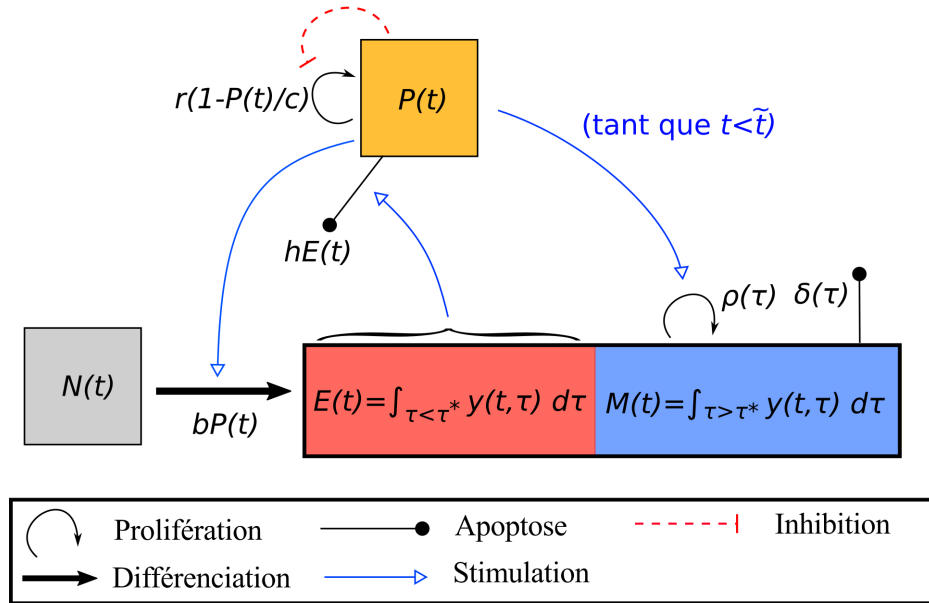 r(1-P(t)/c)
P(t)
(tant que t<t̃)
hE(t)
ρ(τ)
δ(τ)
N(t)
bP(t)
E(t)=∫τ<τ* y(t,τ) dτ
M(t)=∫τ>τ* y(t,τ) dτ
Prolifération
Apoptose
Inhibition
Différenciation
Stimulation